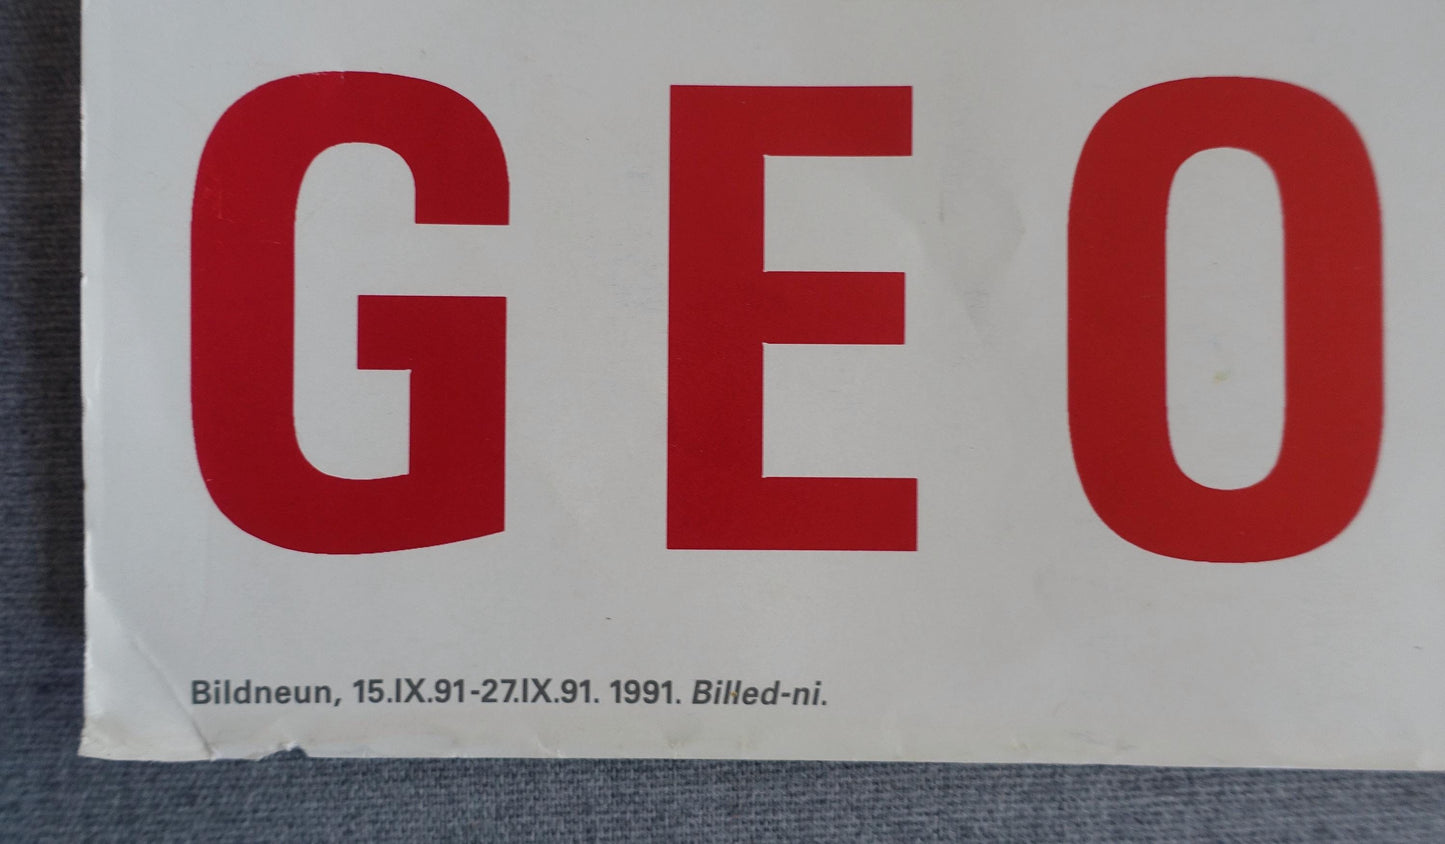 GEO
Bildneun, 15.IX.91-27.IX.91. 1991. Billed-ni.